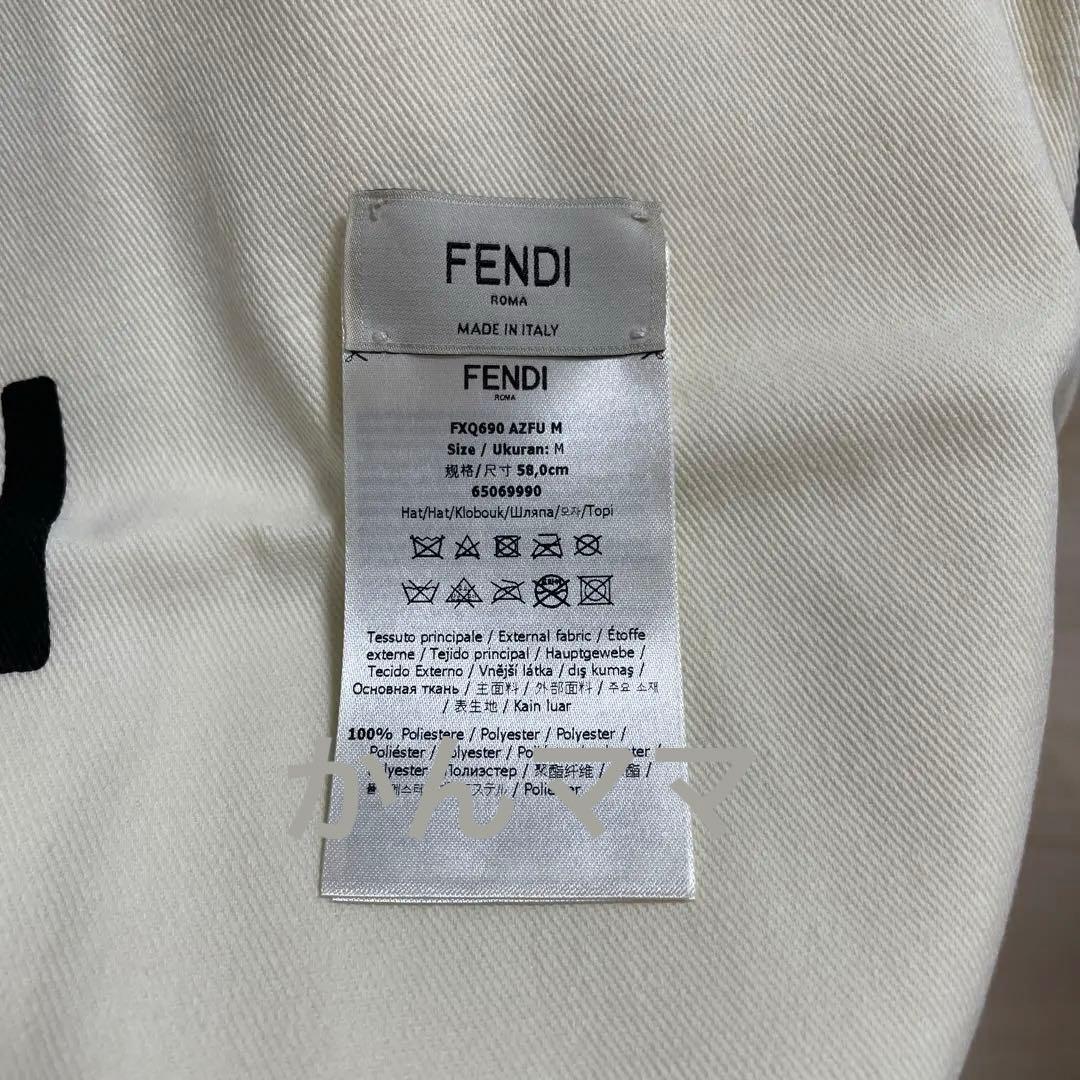 FENDI
ROMA
MADE IN ITALY
FENDI
ROMA
FXQ690 AZFU M
Size / Ukuran: M
规格/尺寸 58,0cm
65069990
Hat/Hat/Klobouk/Шляпа/모자/Topi
Tessuto principale / External fabric / Étoffe
externe / Tejido principal / Hauptgewebe /
Tecido Externo / Vnější látka / dış kumaş /
Основная ткань / 主面料 / 外部面料 / 주요 소재
/ 表生地 / Kain luar
100% Poliestere / Polyester / Polyester /
Poliéster / Polyester / /
Полиэстер / 聚酯纤维 / /
/
かんママ